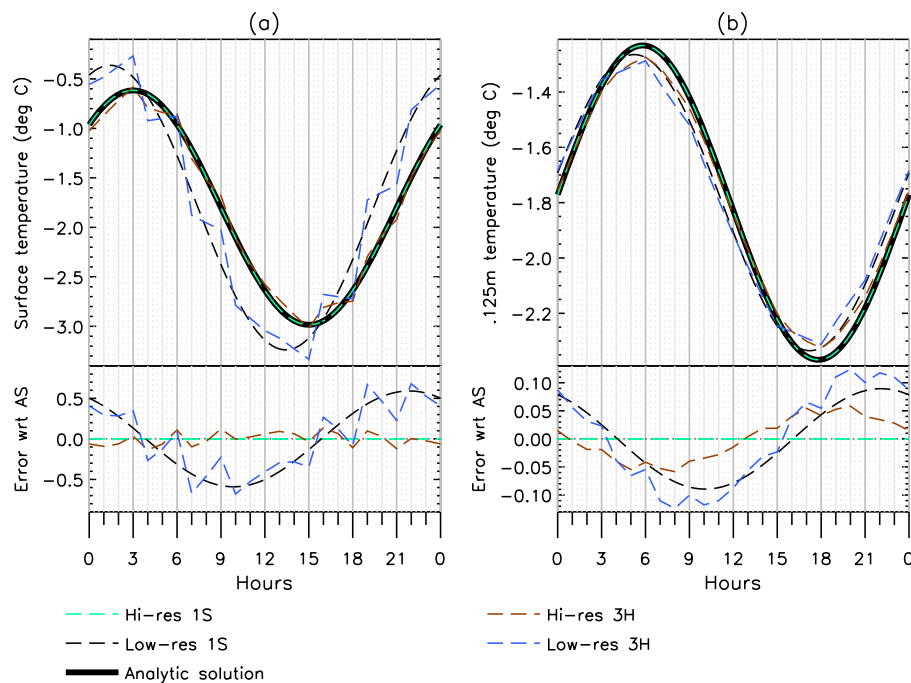 (a)
(b)
Surface temperature (deg C)
−0.5
−1.0
−1.5
−2.0
−2.5
−3.0
Error wrt AS
0.5
0.0
−0.5
0 3 6 9 12 15 18 21 0
Hours
.125m temperature (deg C)
−1.4
−1.6
−1.8
−2.0
−2.2
Error wrt AS
0.10
0.05
0.00
−0.05
−0.10
0 3 6 9 12 15 18 21 0
Hours
Hi−res 1S
Low−res 1S
Analytic solution
Hi−res 3H
Low−res 3H